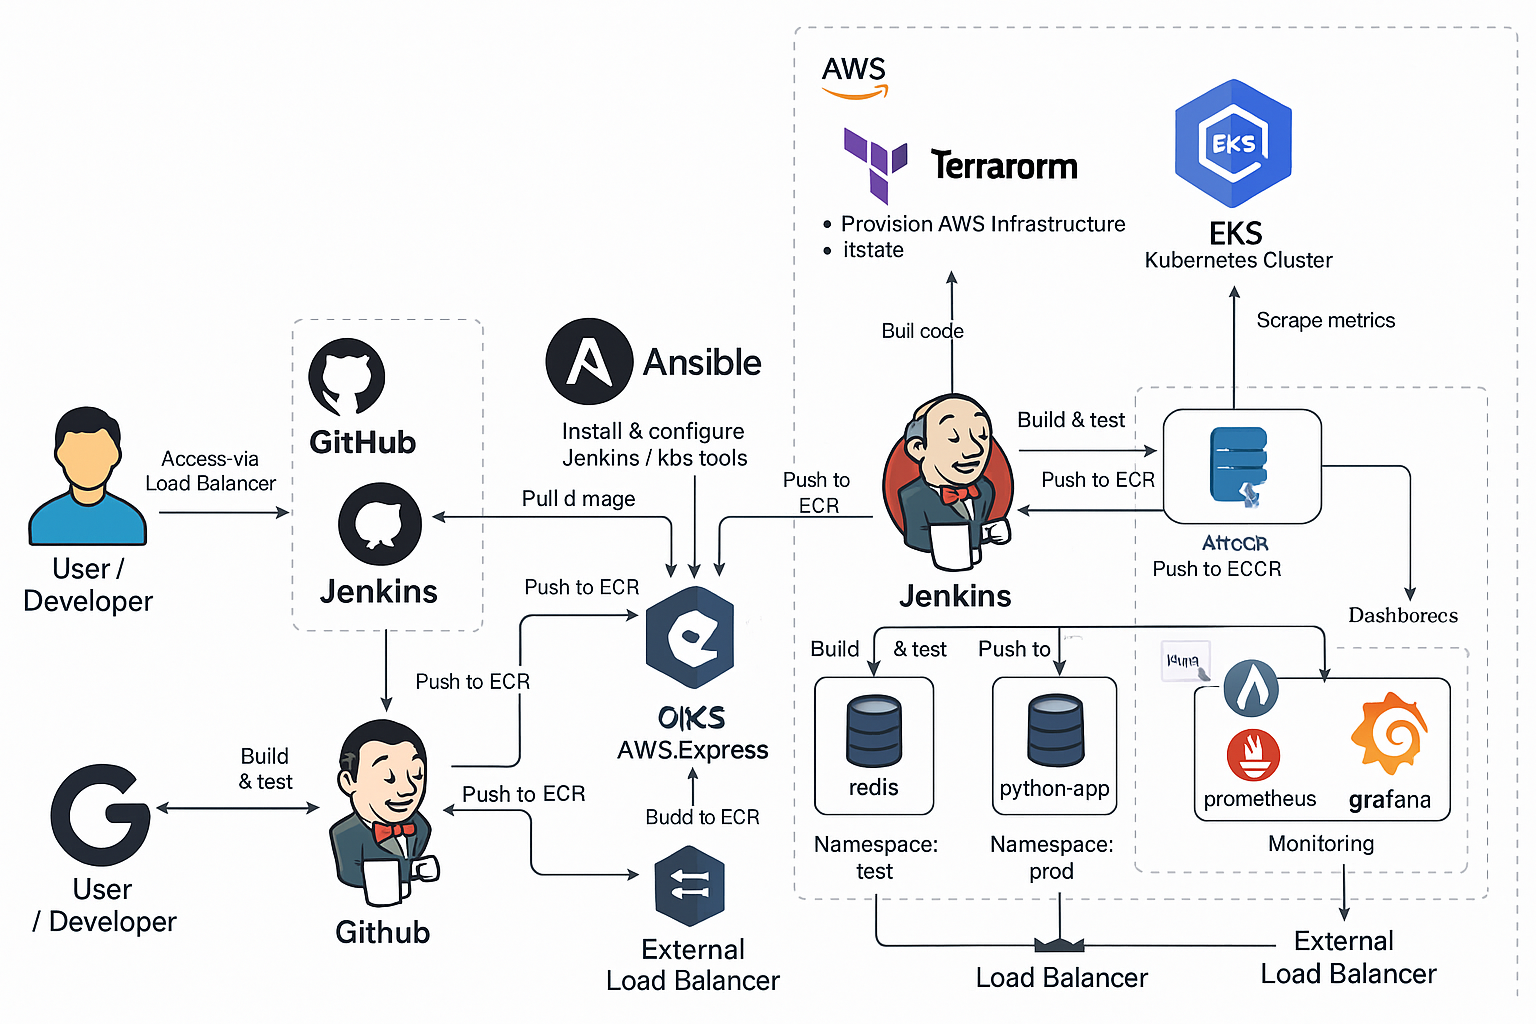 AWS
Terrarorm
• Provision AWS Infrastructure
• itstate
EKS
EKS
Kubernetes Cluster
Buil code
Scrape metrics
GitHub
Ansible
Install & configure
Jenkins / kbs tools
Access-via
Load Balancer
User /
Developer
Jenkins
Pull d mage
Push to
ECR
Build & test
Push to ECR
Jenkins
AttcCR
Push to ECCR
Dashborecs
Push to ECR
Push to ECR
OIKS
AWS.Express
Build & test
Push to
redis
python-app
prometheus
grafana
Namespace:
test
Namespace:
prod
Monitoring
Build
& test
Push to ECR
Budd to ECR
User
/ Developer
Github
External
Load Balancer
Load Balancer
External
Load Balancer